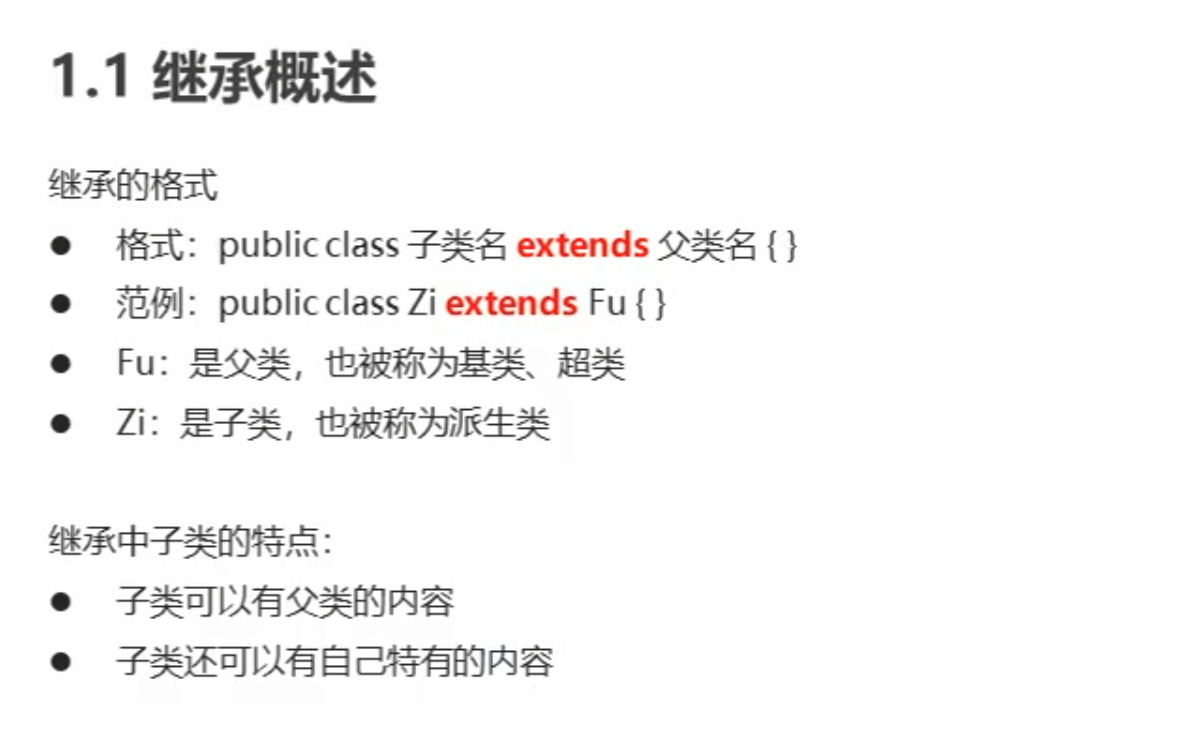 1.1 继承概述
继承的格式
● 格式：public class 子类名 extends 父类名 { }
● 范例：public class Zi extends Fu { }
● Fu：是父类，也被称为基类、超类
● Zi：是子类，也被称为派生类
继承中子类的特点：
● 子类可以有父类的内容
● 子类还可以有自己特有的内容